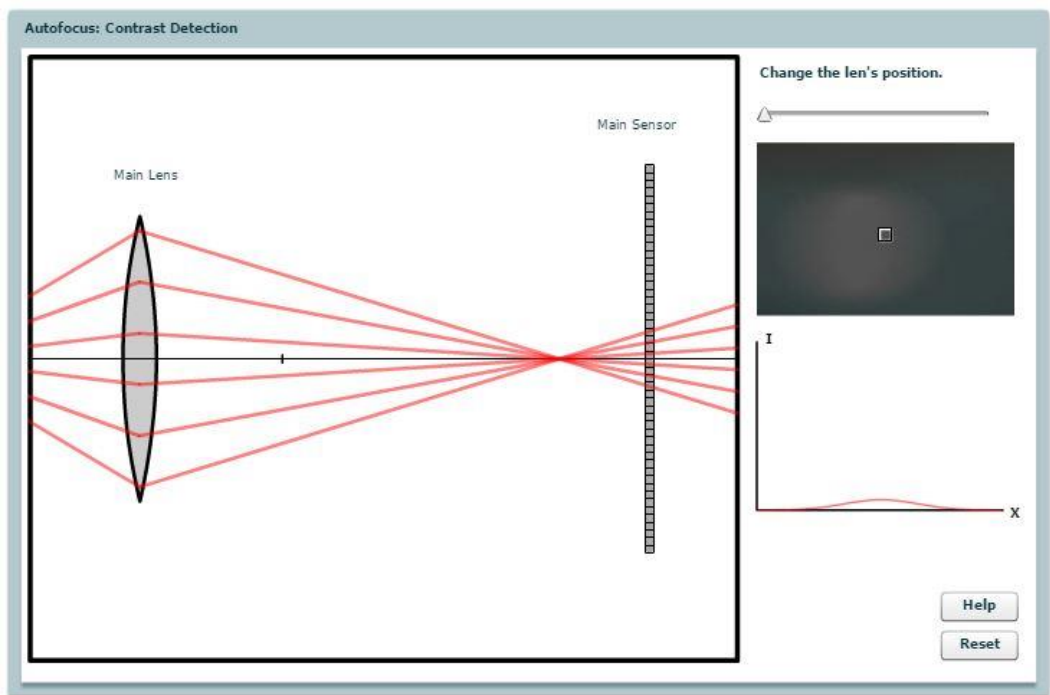 Autofocus: Contrast Detection
Change the len's position.
Main Sensor
Main Lens
I
X
Help
Reset